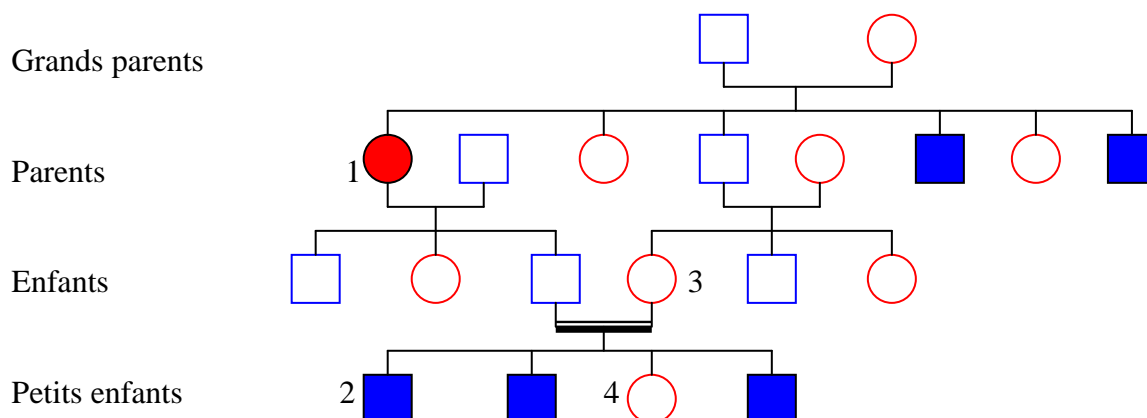 Grands parents
Parents 1
Enfants 3
Petits enfants 2 4